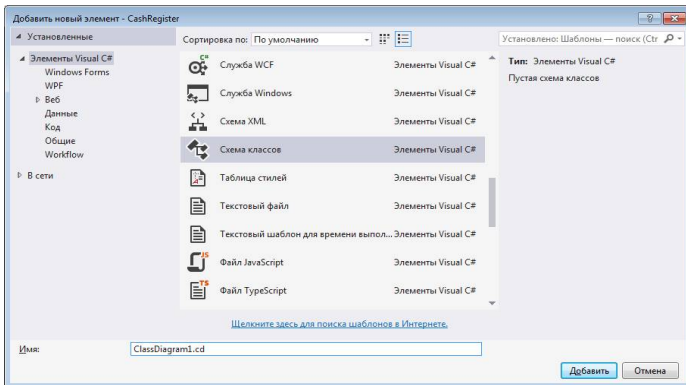 Добавить новый элемент - CashRegister
Установленные
Сортировка по: По умолчанию
Установлено: Шаблоны — поиск (Ctr
Элементы Visual C#
Windows Forms
WPF
Веб
Данные
Код
Общие
Workflow
В сети
C#
Служба WCF Элементы Visual C#
Служба Windows Элементы Visual C#
Схема XML Элементы Visual C#
Схема классов Элементы Visual C#
Таблица стилей Элементы Visual C#
Текстовый файл Элементы Visual C#
Текстовый шаблон для времени выпол... Элементы Visual C#
JS
Файл JavaScript Элементы Visual C#
TS
Файл TypeScript Элементы Visual C#
Тип: Элементы Visual C#
Пустая схема классов
Щелкните здесь для поиска шаблонов в Интернете.
Имя: ClassDiagram1.cd
Добавить Отмена